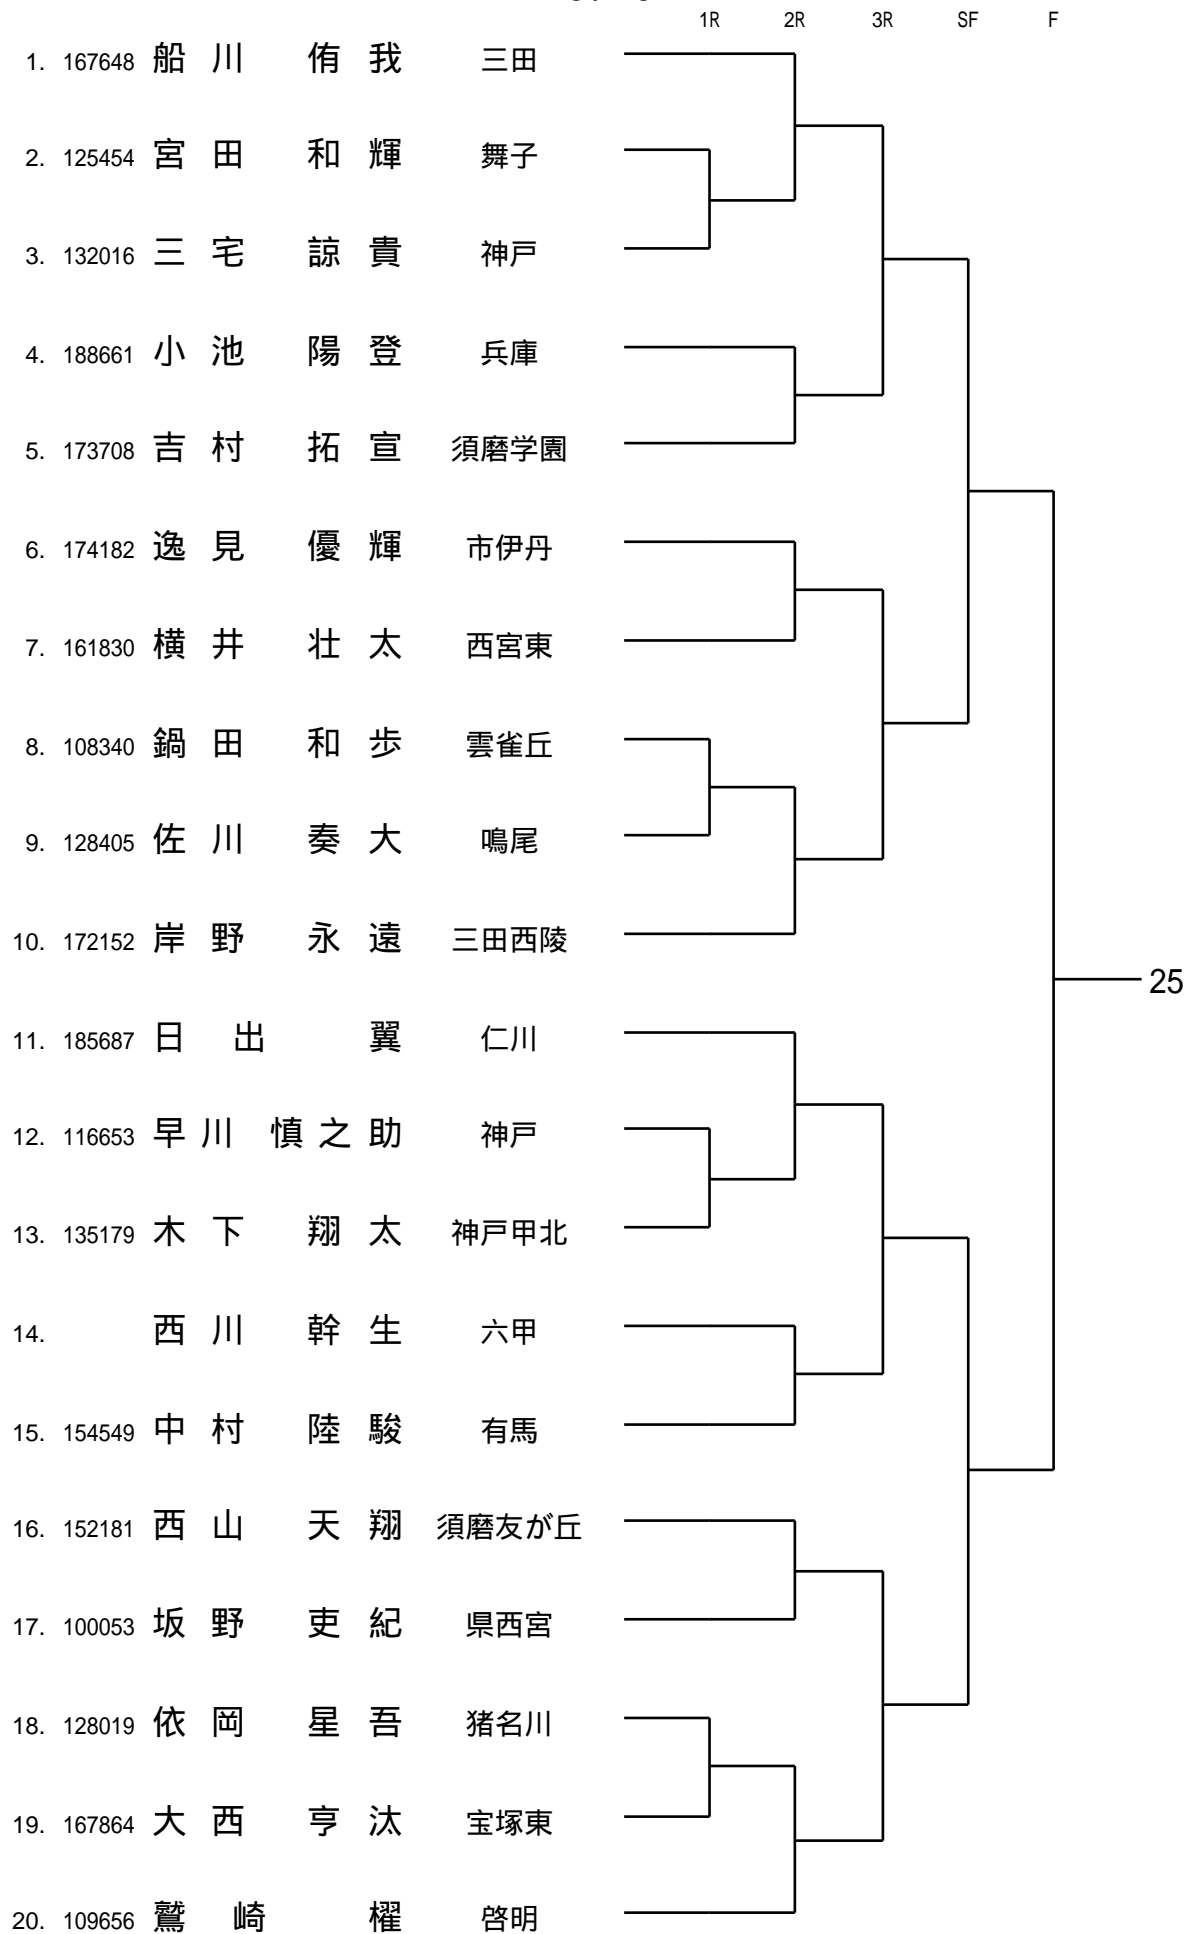 1R 2R 3R SF F
1. 167648 船川 侑我 三田
2. 125454 宮田 和輝 舞子
3. 132016 三宅 諒貴 神戸
4. 188661 小池 陽登 兵庫
5. 173708 吉村 拓宣 須磨学園
6. 174182 逸見 優輝 市伊丹
7. 161830 横井 壮太 西宮東
8. 108340 鍋田 和歩 雲雀丘
9. 128405 佐川 奏大 鳴尾
10. 172152 岸野 永遠 三田西陵
25
11. 185687 日出 翼 仁川
12. 116653 早川 慎之助 神戸
13. 135179 木下 翔太 神戸甲北
14. 西川 幹生 六甲
15. 154549 中村 陸駿 有馬
16. 152181 西山 天翔 須磨友が丘
17. 100053 坂野 吏紀 県西宮
18. 128019 依岡 星吾 猪名川
19. 167864 大西 亨汰 宝塚東
20. 109656 鷲崎 櫂 啓明